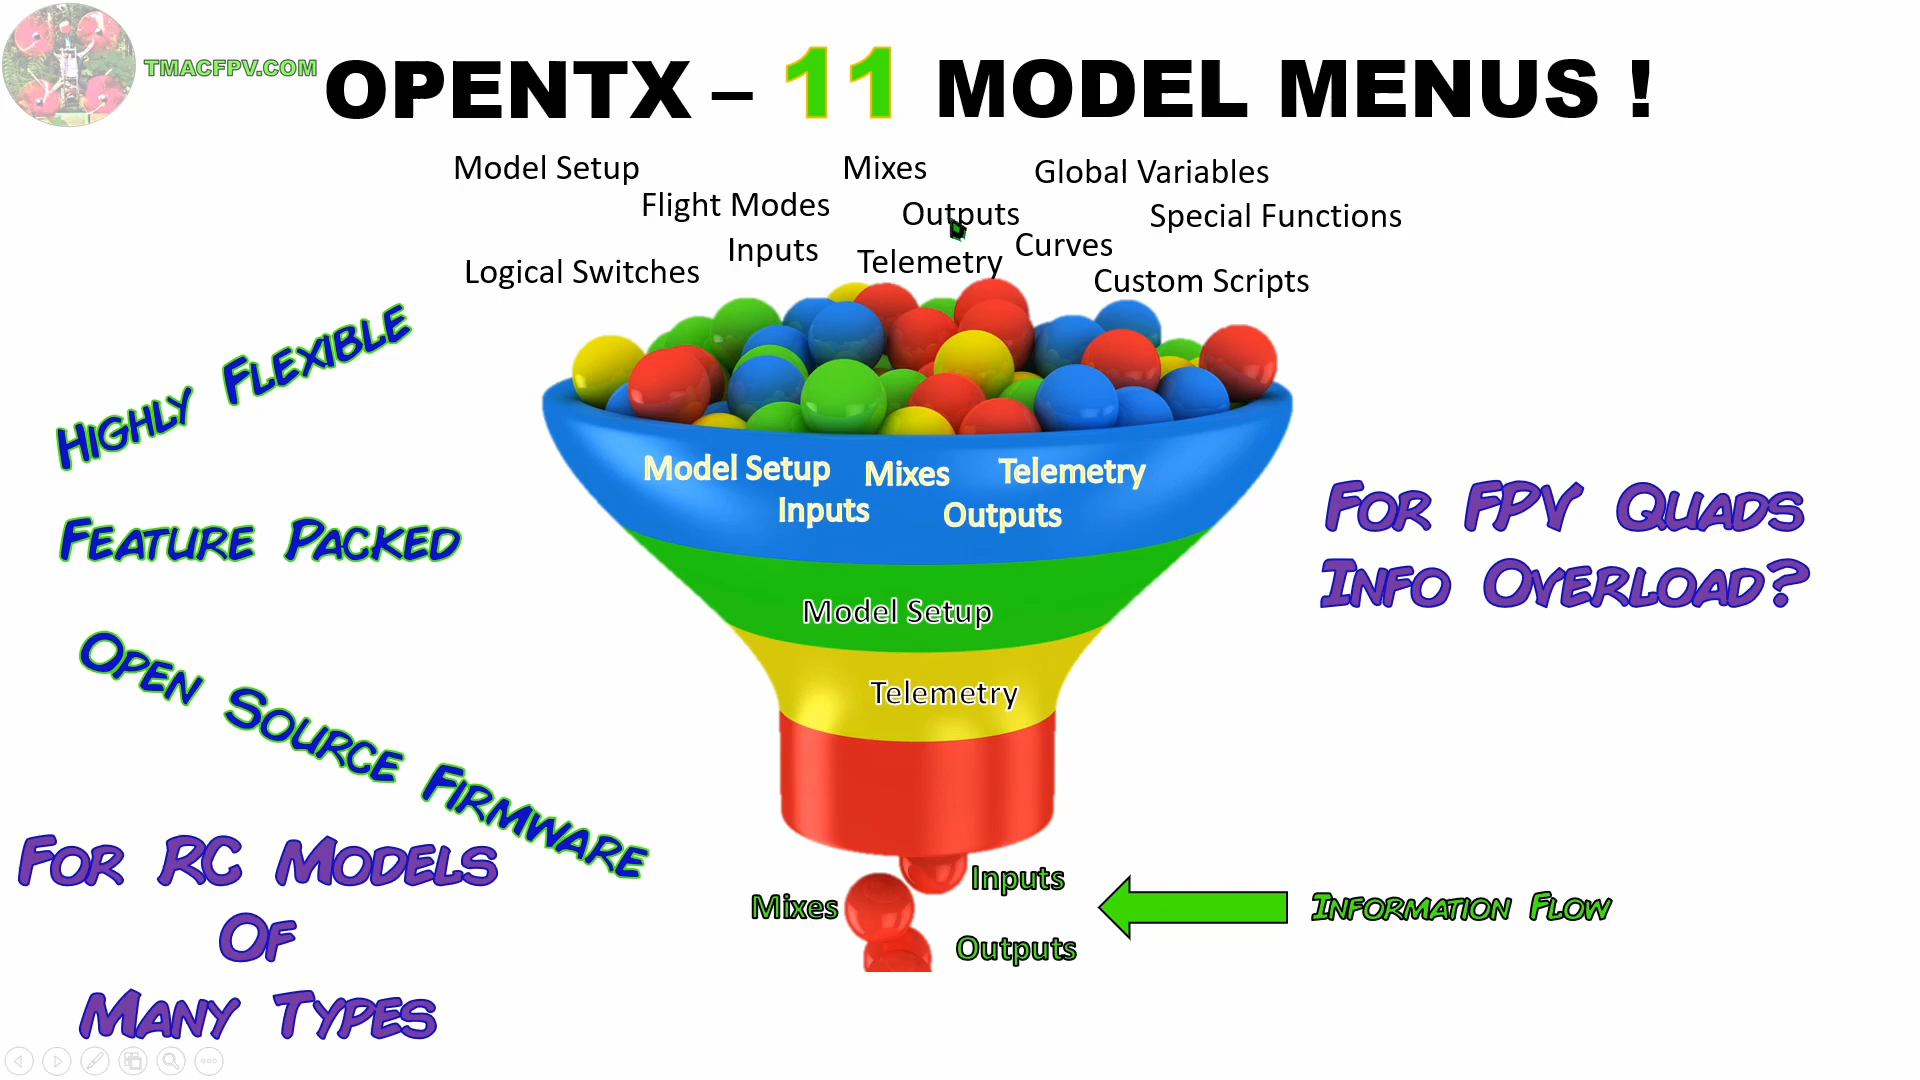 TMACFPV.COM
OPENTX – 11 MODEL MENUS !
Model Setup
Mixes
Global Variables
Flight Modes
Outputs
Special Functions
Inputs
Curves
Logical Switches
Telemetry
Custom Scripts
Highly Flexible
Feature Packed
Open Source Firmware
For RC Models
Of
Many Types
Model Setup
Mixes
Telemetry
Inputs
Outputs
Model Setup
Telemetry
For FPV Quads
Info Overload?
Inputs
Mixes
Outputs
Information Flow